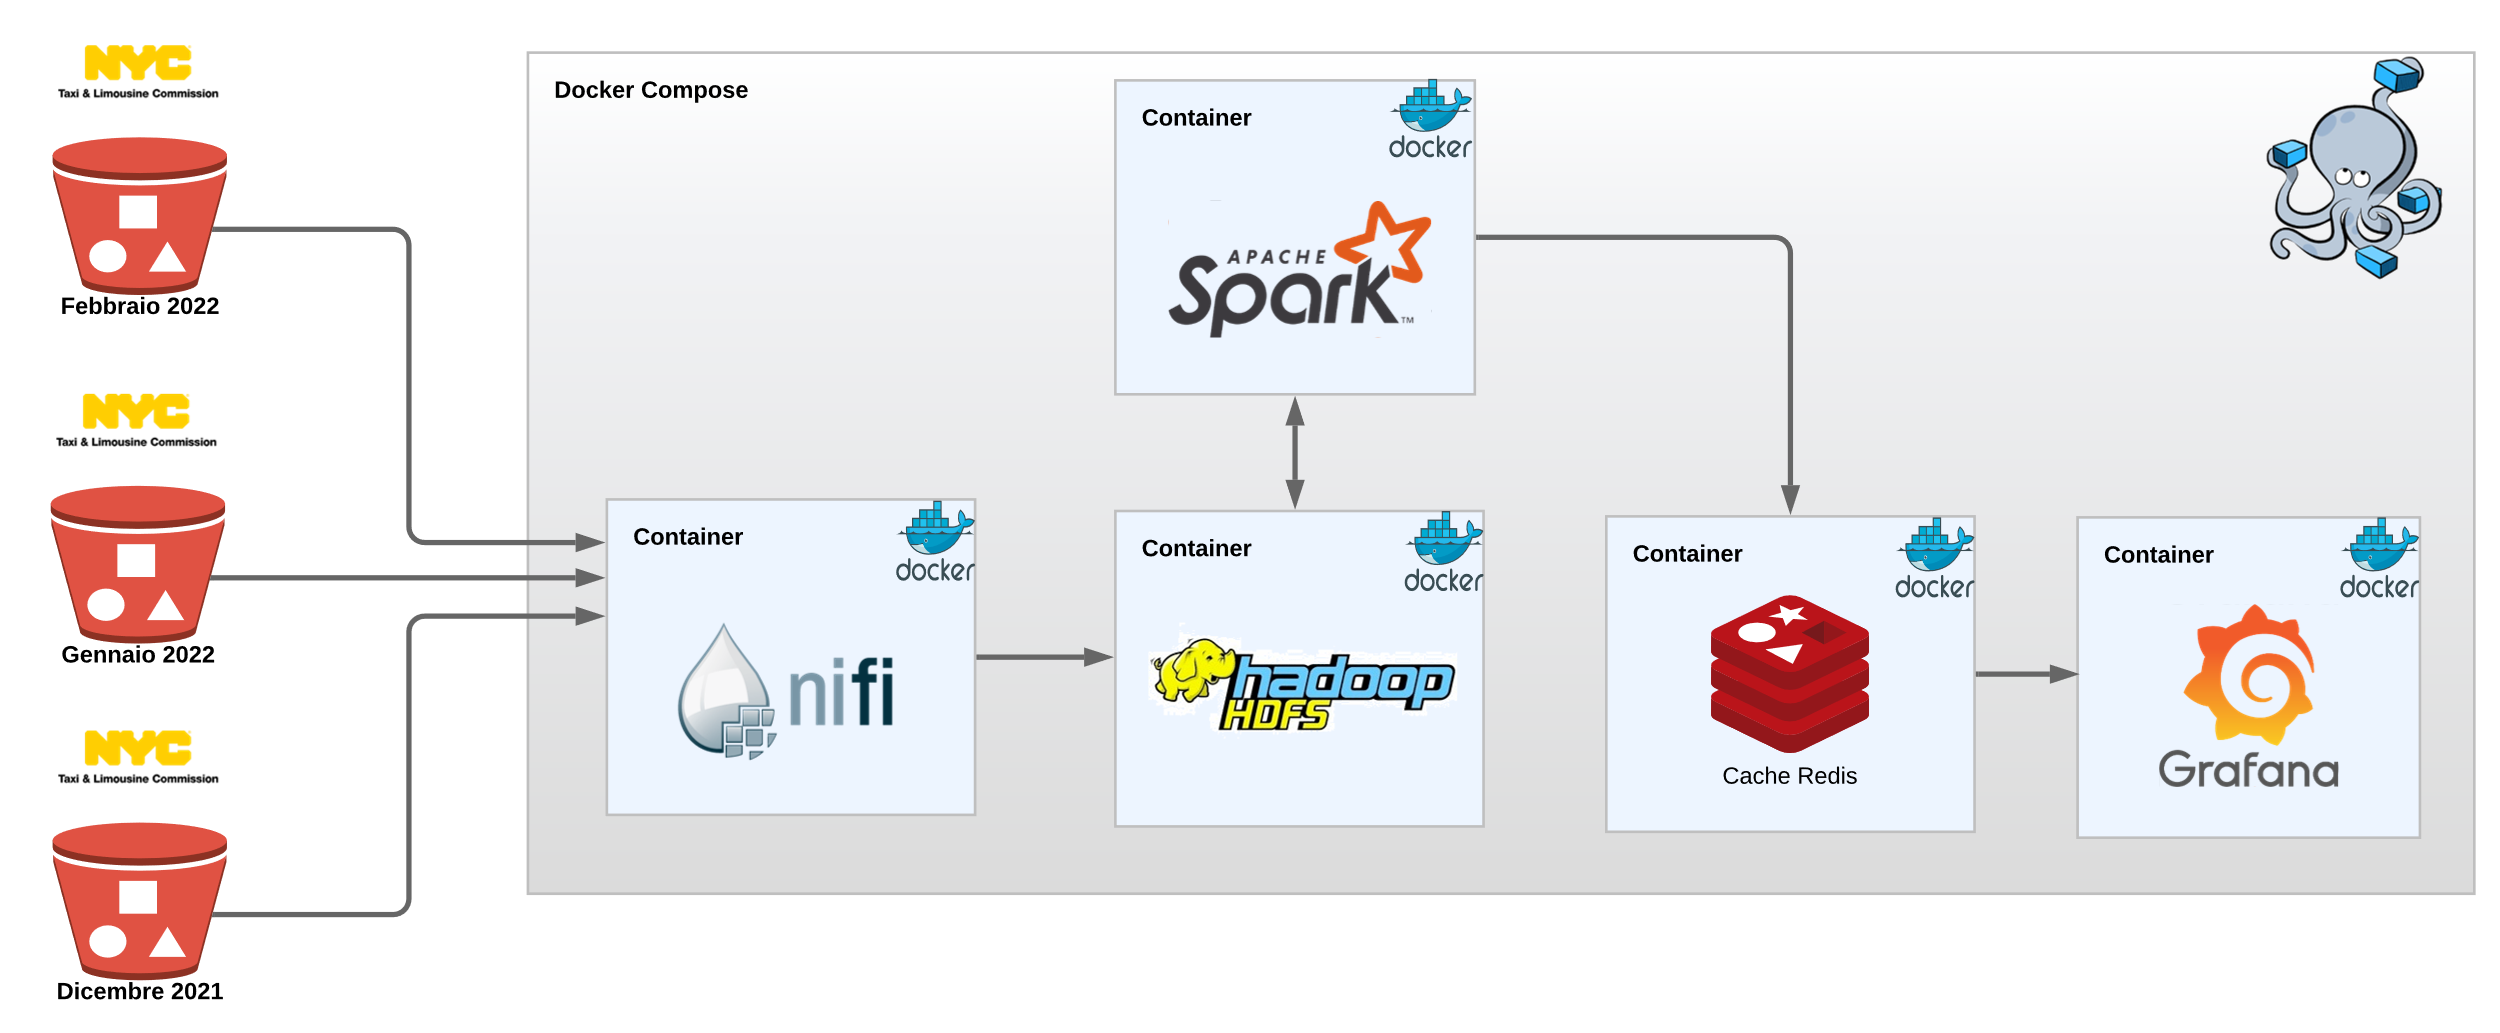 NYC
Taxi & Limousine Commission
Febbraio 2022
NYC
Taxi & Limousine Commission
Gennaio 2022
NYC
Taxi & Limousine Commission
Dicembre 2021
Docker Compose
Container
docker
APACHE
Spark™
Container
docker
nifi
Container
docker
hadoop
HDFS
Container
docker
Cache Redis
Container
docker
Grafana